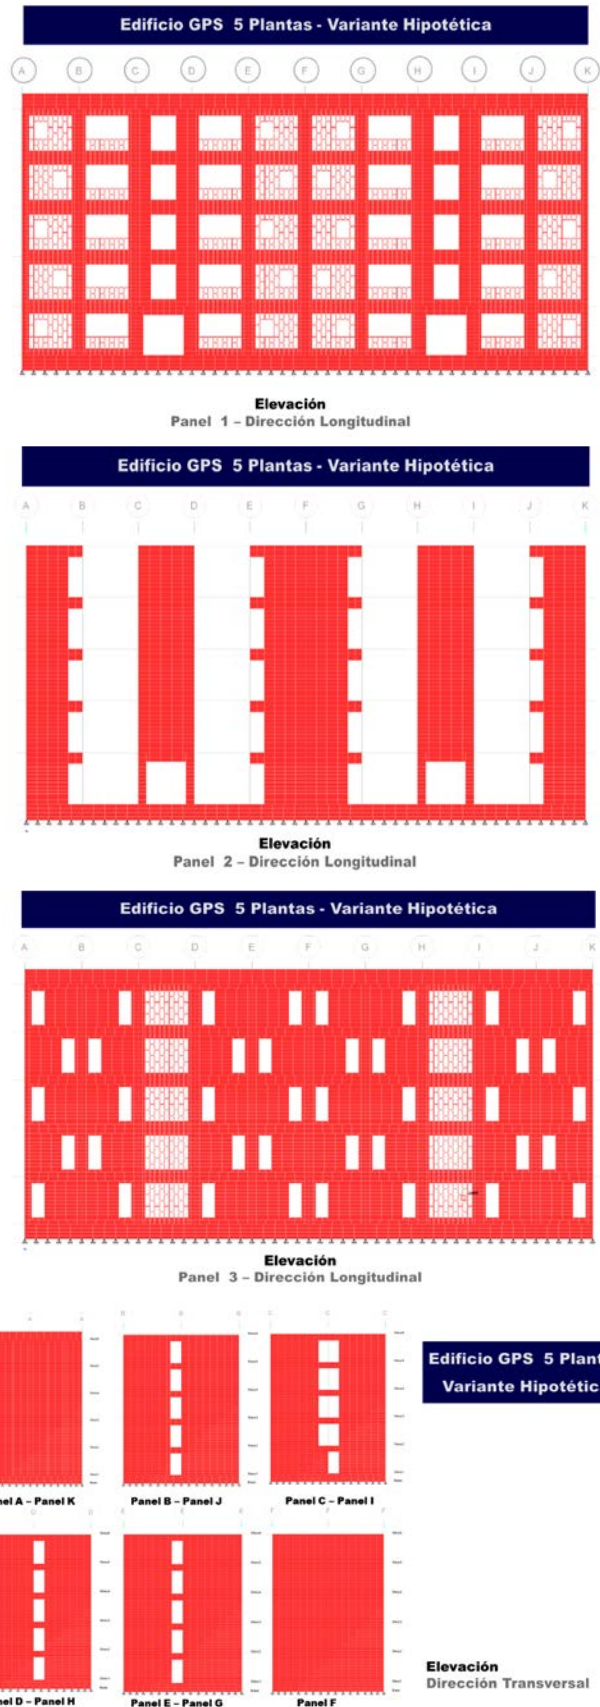 Edificio GPS 5 Plantas - Variante Hipotética
A B C D E F G H I J K
Elevación
Panel 1 – Dirección Longitudinal
Edificio GPS 5 Plantas - Variante Hipotética
A B C D E F G H I J K
Elevación
Panel 2 – Dirección Longitudinal
Edificio GPS 5 Plantas - Variante Hipotética
A B C D E F G H I J K
Elevación
Panel 3 – Dirección Longitudinal
Edificio GPS 5 Plant
Variante Hipotétic
nel A – Panel K
Panel B – Panel J
Panel C – Panel I
nel D – Panel H
Panel E – Panel G
Panel F
Elevación
Dirección Transversal